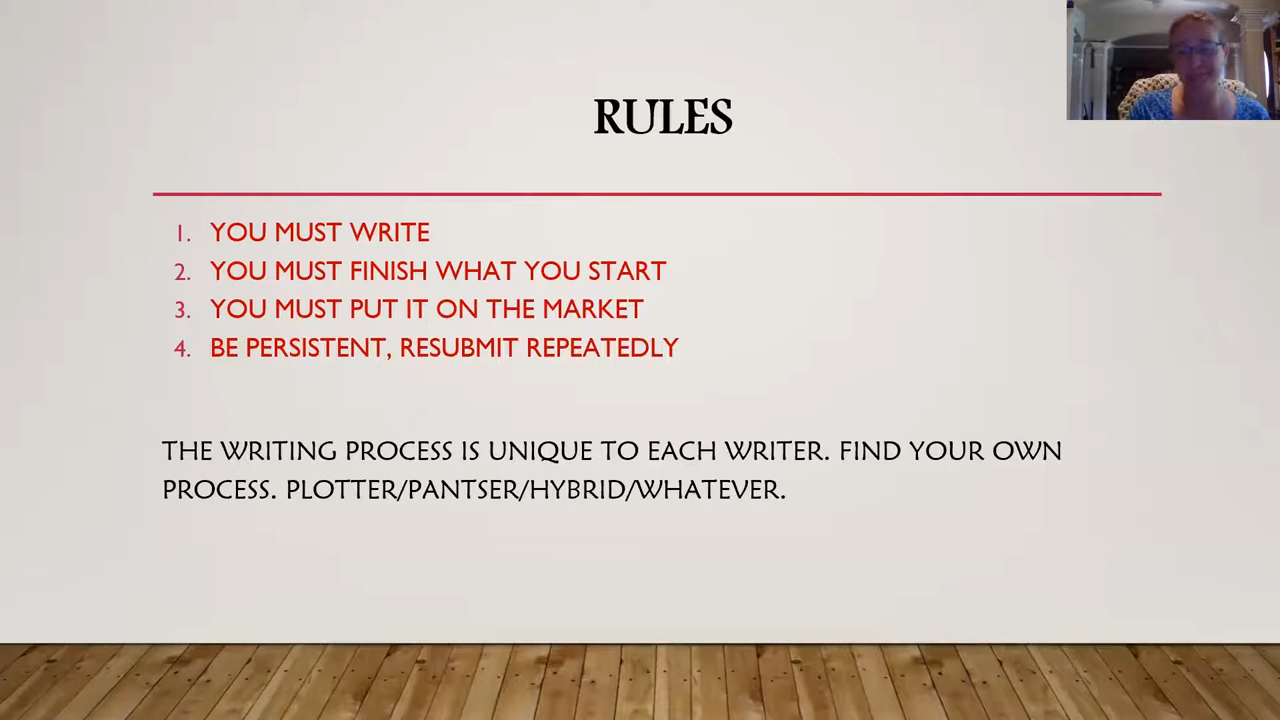 RULES
1. YOU MUST WRITE
2. YOU MUST FINISH WHAT YOU START
3. YOU MUST PUT IT ON THE MARKET
4. BE PERSISTENT, RESUBMIT REPEATEDLY
THE WRITING PROCESS IS UNIQUE TO EACH WRITER. FIND YOUR OWN
PROCESS. PLOTTER/PANTSER/HYBRID/WHATEVER.